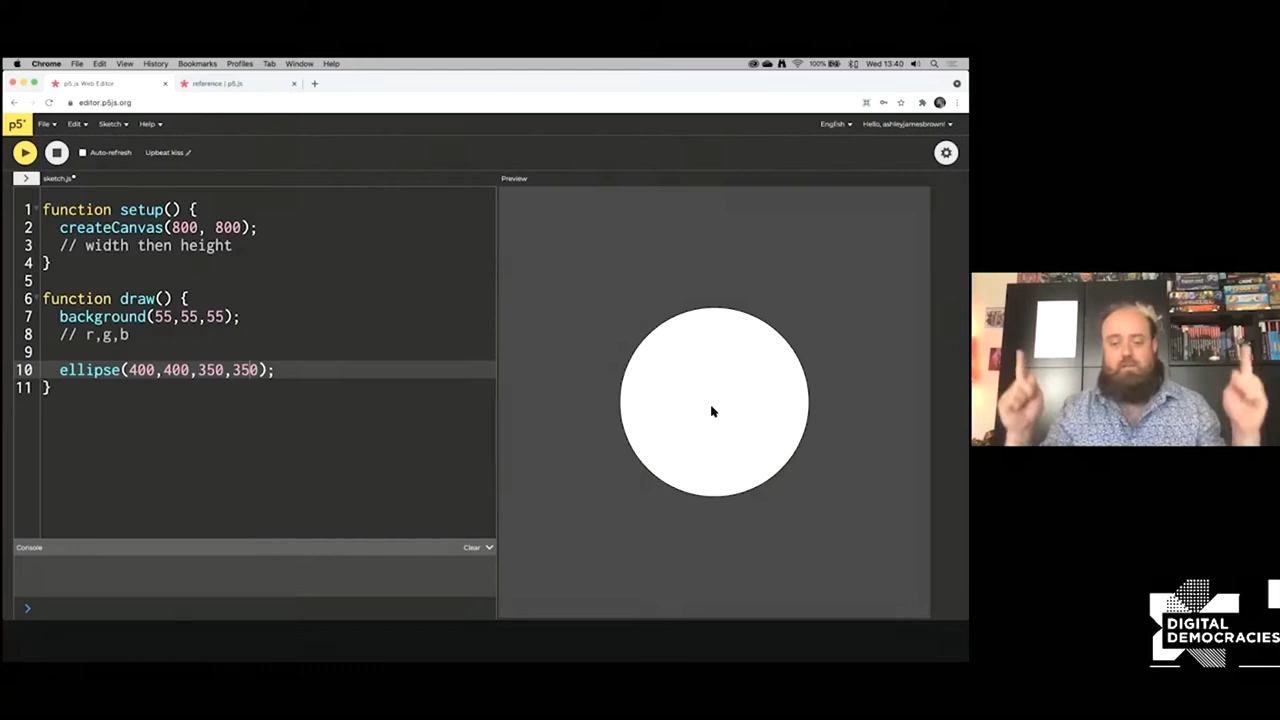 Chrome File Edit View History Bookmarks Profiles Tab Window Help 100% Wed 13:40
p5.js Web Editor reference | p5.js
editor.p5js.org
p5* File Edit Sketch Help English Hello, ashleyjamesbrown!
Auto-refresh Upbeat kiss
sketch.js Preview
1 function setup() {
2 createCanvas(800, 800);
3 // width then height
4 }
5
6 function draw() {
7 background(55,55,55);
8 // r,g,b
9
10 ellipse(400,400,350,350);
11 }
Console Clear
>
DIGITAL
DEMOCRACIES